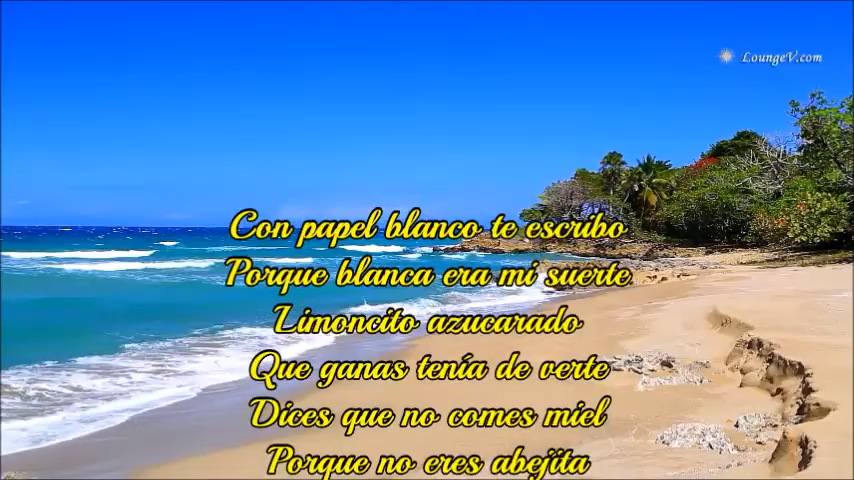 LoungeV.com
Con papel blanco te escribo
Porque blanca era mi suerte
Limoncito azucarado
Que ganas tenía de verte
Dices que no comes miel
Porque no eres abejita